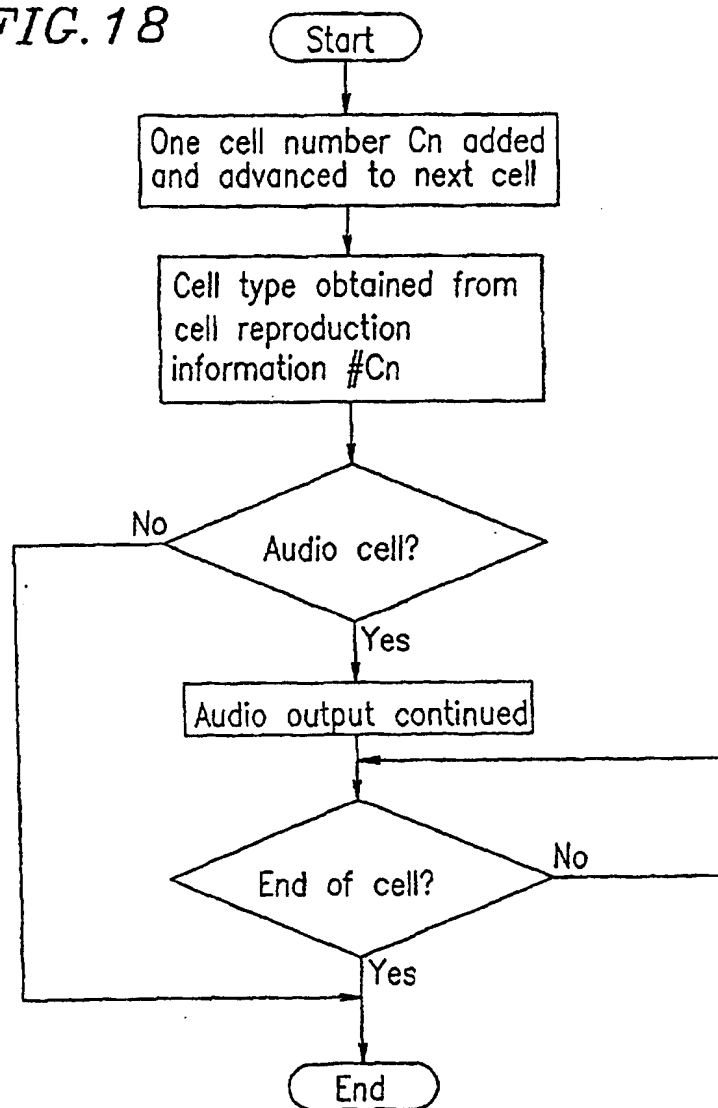 FIG.18
Start
One cell number Cn added
and advanced to next cell
Cell type obtained from
cell reproduction
information #Cn
No
Audio cell?
Yes
Audio output continued
End of cell?
No
Yes
End